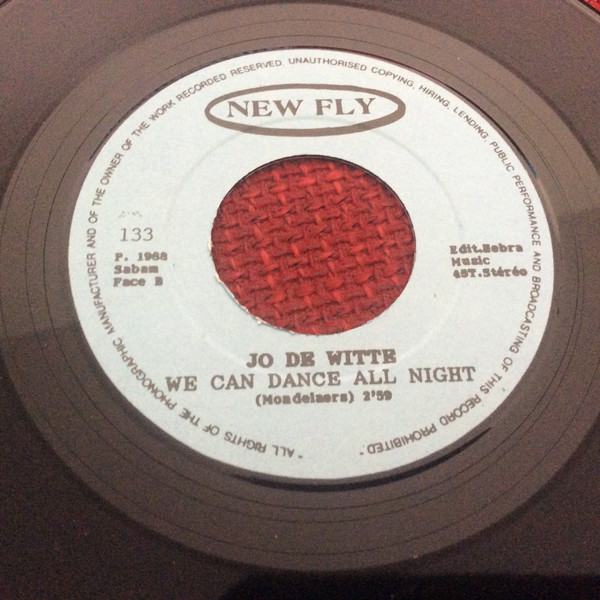 NEW FLY
133
P. 1988
Sabam
Face B
Edit.Hebra
Music
45T.Stéréo
JO DE WITTE
WE CAN DANCE ALL NIGHT
(Mondelaers) 2'59
"ALL RIGHTS OF THE PHONOGRAPHIC MANUFACTURER AND OF THE OWNER OF THE WORK RECORDED RESERVED. UNAUTHORISED COPYING, HIRING, LENDING, PUBLIC PERFORMANCE AND BROADCASTING OF THIS RECORD PROHIBITED"